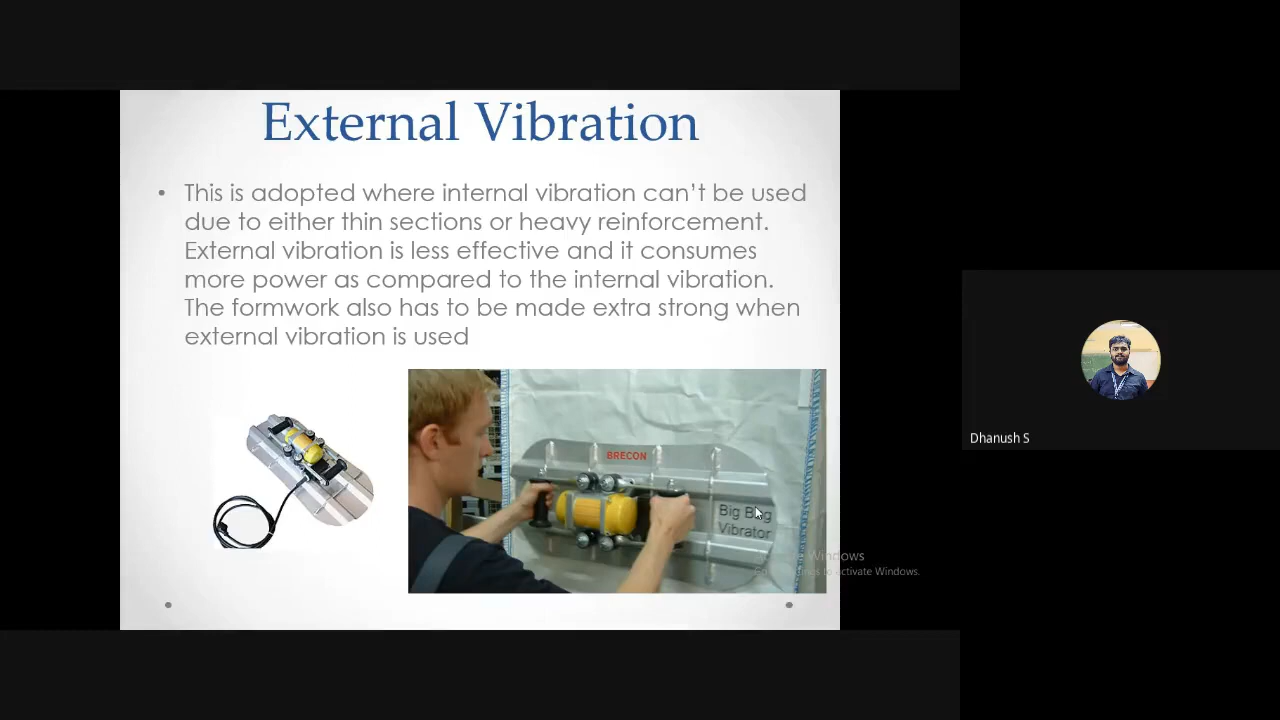 External Vibration
• This is adopted where internal vibration can't be used
due to either thin sections or heavy reinforcement.
External vibration is less effective and it consumes
more power as compared to the internal vibration.
The formwork also has to be made extra strong when
external vibration is used
BRECON
Big Bag
Vibrator
Windows
to activate Windows.
Dhanush S